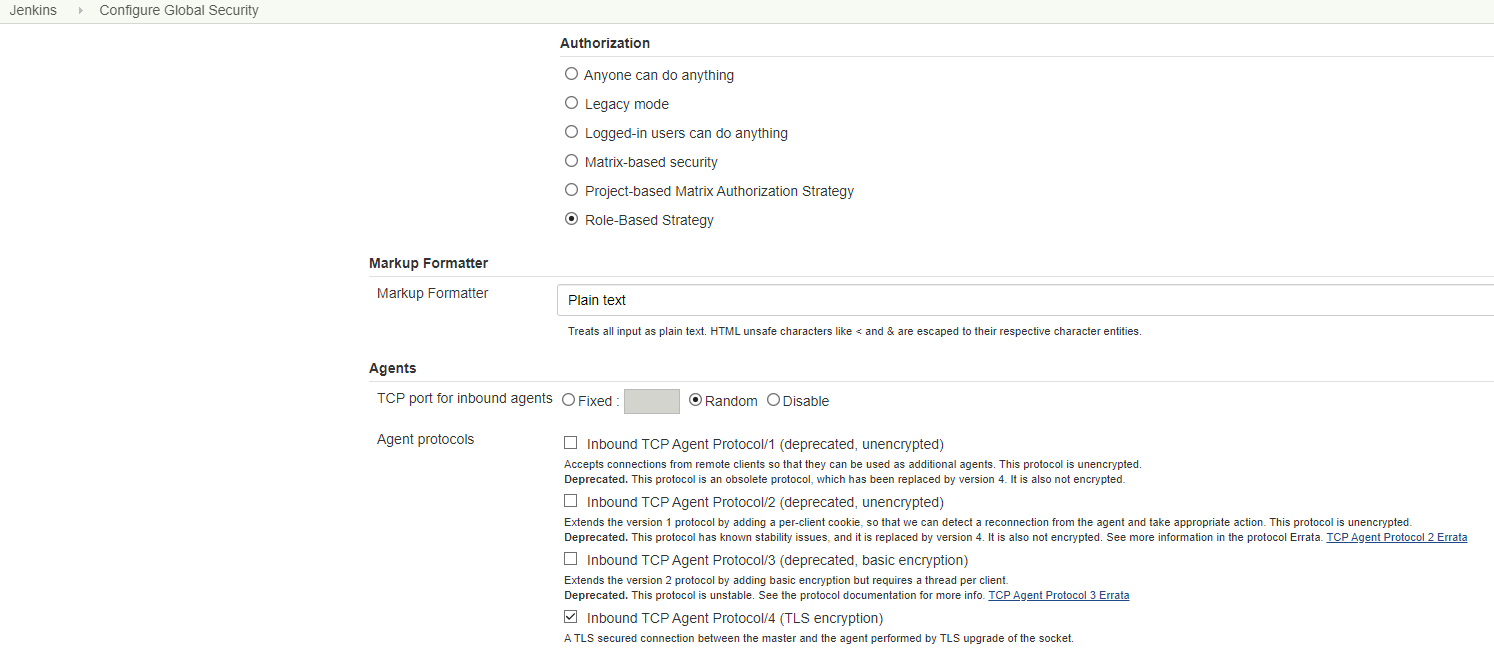 Jenkins Configure Global Security
Authorization
Anyone can do anything
Legacy mode
Logged-in users can do anything
Matrix-based security
Project-based Matrix Authorization Strategy
Role-Based Strategy
Markup Formatter
Markup Formatter Plain text
Treats all input as plain text. HTML unsafe characters like < and & are escaped to their respective character entities.
Agents
TCP port for inbound agents Fixed : Random Disable
Agent protocols Inbound TCP Agent Protocol/1 (deprecated, unencrypted)
Accepts connections from remote clients so that they can be used as additional agents. This protocol is unencrypted.
Deprecated. This protocol is an obsolete protocol, which has been replaced by version 4. It is also not encrypted.
Inbound TCP Agent Protocol/2 (deprecated, unencrypted)
Extends the version 1 protocol by adding a per-client cookie, so that we can detect a reconnection from the agent and take appropriate action. This protocol is unencrypted.
Deprecated. This protocol has known stability issues, and it is replaced by version 4. It is also not encrypted. See more information in the protocol Errata. TCP Agent Protocol 2 Errata
Inbound TCP Agent Protocol/3 (deprecated, basic encryption)
Extends the version 2 protocol by adding basic encryption but requires a thread per client.
Deprecated. This protocol is unstable. See the protocol documentation for more info. TCP Agent Protocol 3 Errata
Inbound TCP Agent Protocol/4 (TLS encryption)
A TLS secured connection between the master and the agent performed by TLS upgrade of the socket.